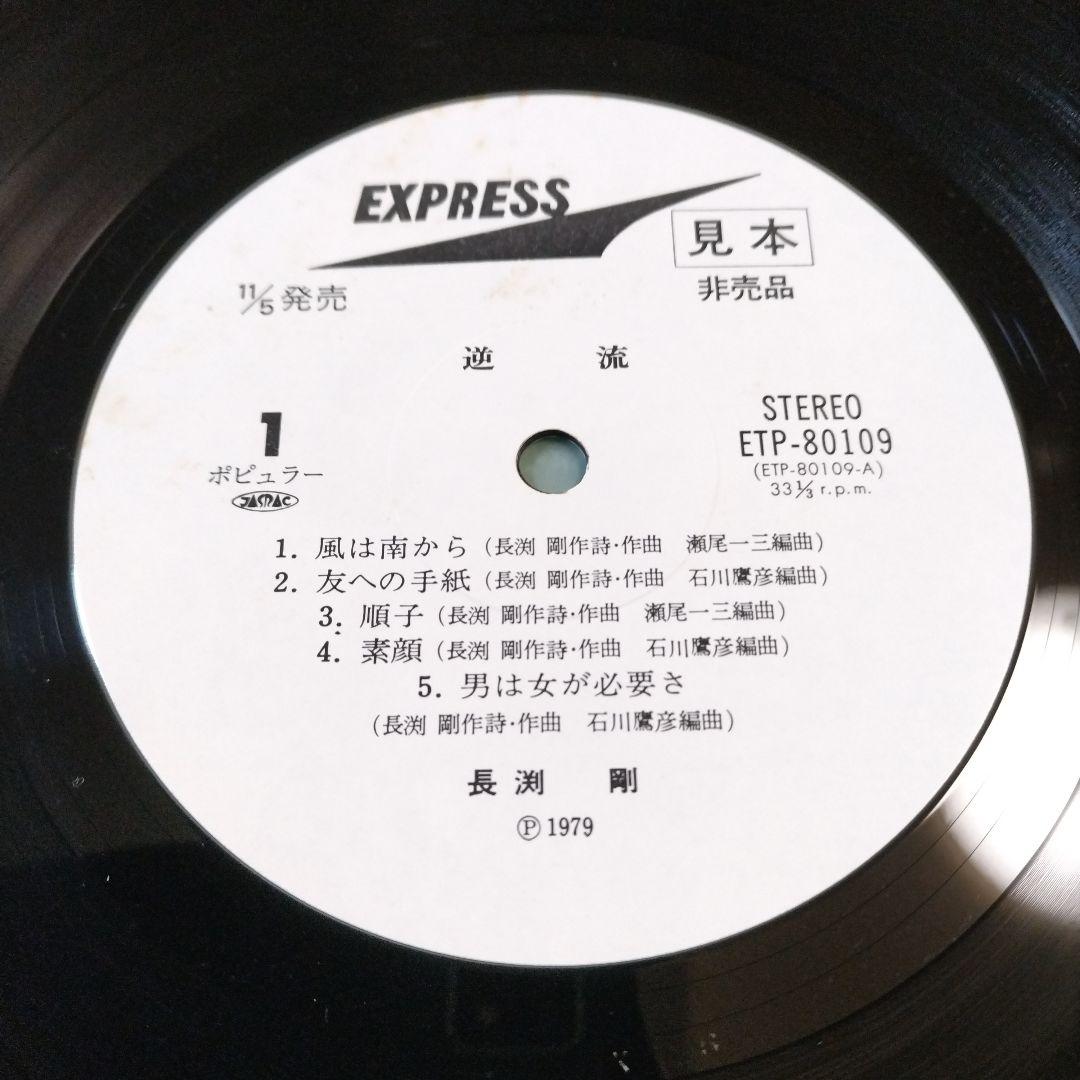 EXPRESS
見本
非売品
11/5発売
逆 流
1
ポピュラー
JASRAC
STEREO
ETP-80109
(ETP-80109-A)
33⅓ r.p.m.
1. 風は南から (長渕 剛作詩・作曲 瀬尾一三編曲)
2. 友への手紙 (長渕 剛作詩・作曲 石川鷹彦編曲)
3. 順子 (長渕 剛作詩・作曲 瀬尾一三編曲)
4. 素顔 (長渕 剛作詩・作曲 石川鷹彦編曲)
5. 男は女が必要さ
(長渕 剛作詩・作曲 石川鷹彦編曲)
長渕 剛
Ⓟ 1979